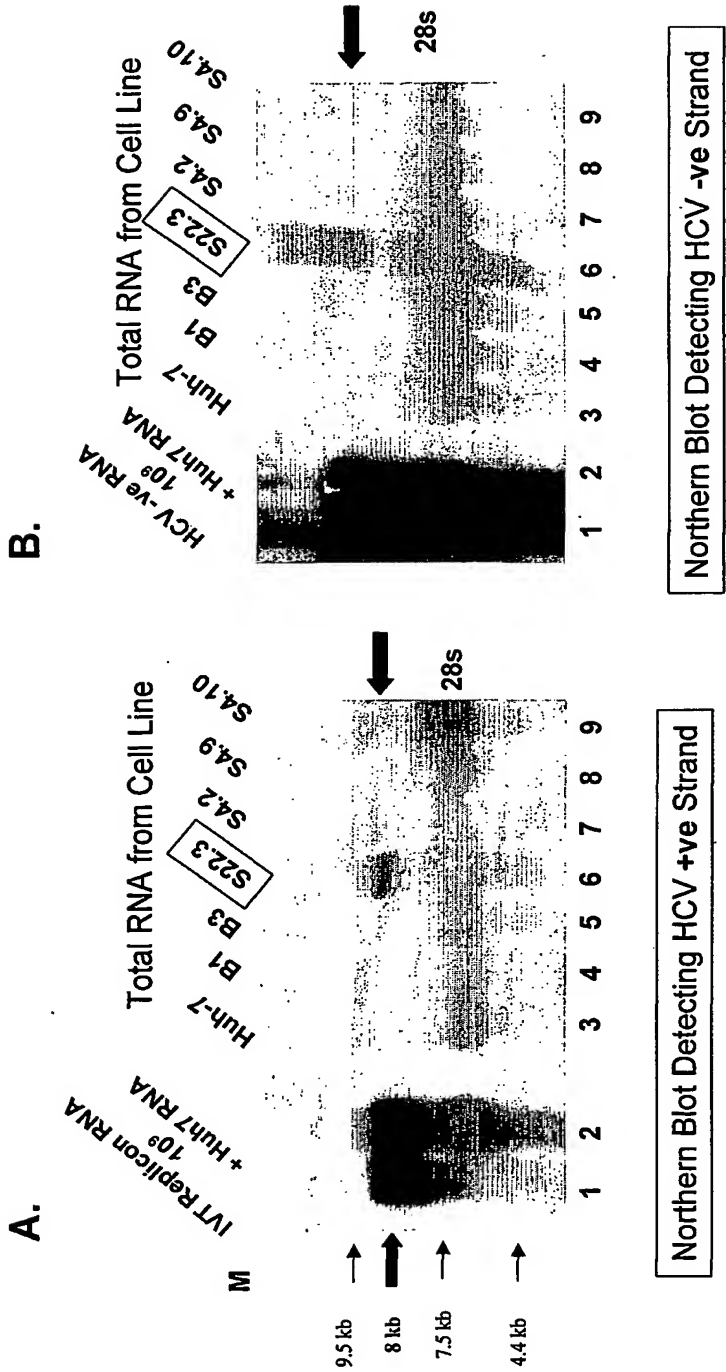 A.
IVT Replicon RNA
10⁹
+ Huh7 RNA
Total RNA from Cell Line
Huh-7
B1
B3
S22.3
S4.2
S4.9
S4.10
M
9.5 kb
8 kb
7.5 kb
4.4 kb
28s
1 2 3 4 5 6 7 8 9
Northern Blot Detecting HCV +ve Strand
B.
HCV-ve RNA
10⁹
+ Huh7 RNA
Total RNA from Cell Line
Huh-7
B1
B3
S22.3
S4.2
S4.9
S4.10
28s
1 2 3 4 5 6 7 8 9
Northern Blot Detecting HCV -ve Strand